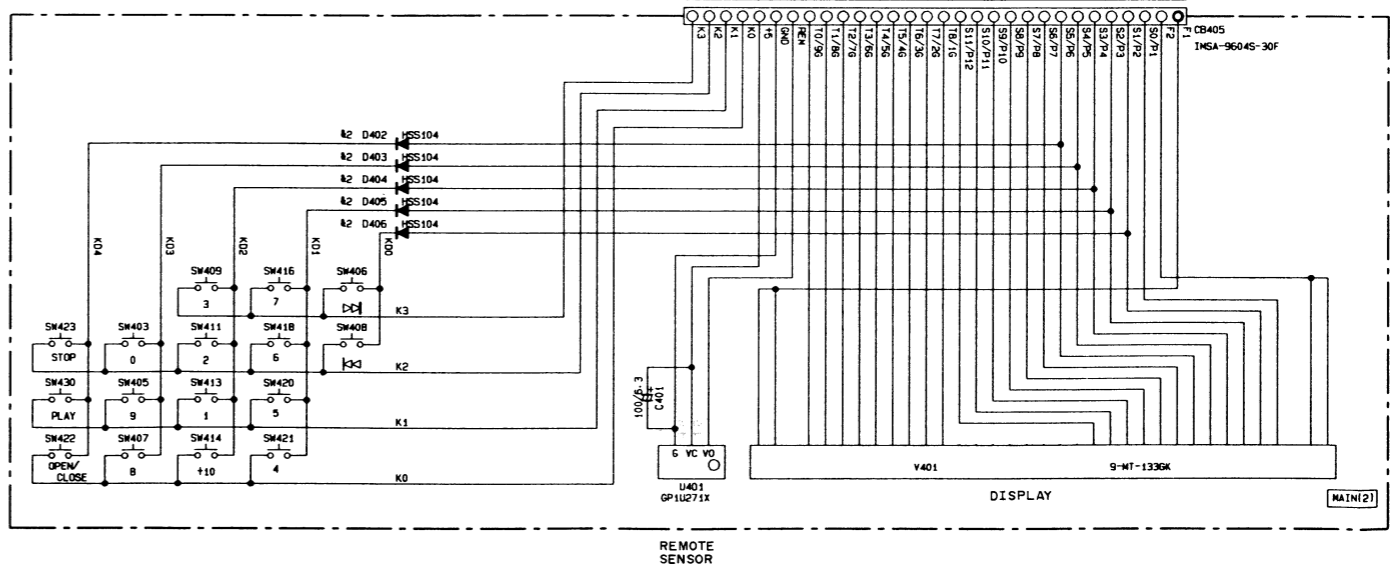 CB405
IMSA-9604S-30F
K3
K2
K1
K0
+5
GND
REM
T0/9G
T1/8G
T2/7G
T3/6G
T4/5G
T5/4G
T6/3G
T7/2G
T8/1G
S11/P12
S10/P11
S9/P10
S8/P9
S7/P8
S6/P7
S5/P6
S4/P5
S3/P4
S2/P3
S1/P2
S0/P1
F2
F1
&2 D402 HSS104
&2 D403 HSS104
&2 D404 HSS104
&2 D405 HSS104
&2 D406 HSS104
KD4
KD3
KD2
KD1
KD0
SW409
3
SW416
7
SW406
K3
SW423
STOP
SW403
0
SW411
2
SW418
6
SW408
K2
SW430
PLAY
SW405
9
SW413
1
SW420
5
K1
SW422
OPEN/
CLOSE
SW407
8
SW414
+10
SW421
4
K0
100/6.3
C401
G VC VO
U401
GP1U271X
V401
9-MT-133GK
DISPLAY
MAIN(2)
REMOTE
SENSOR